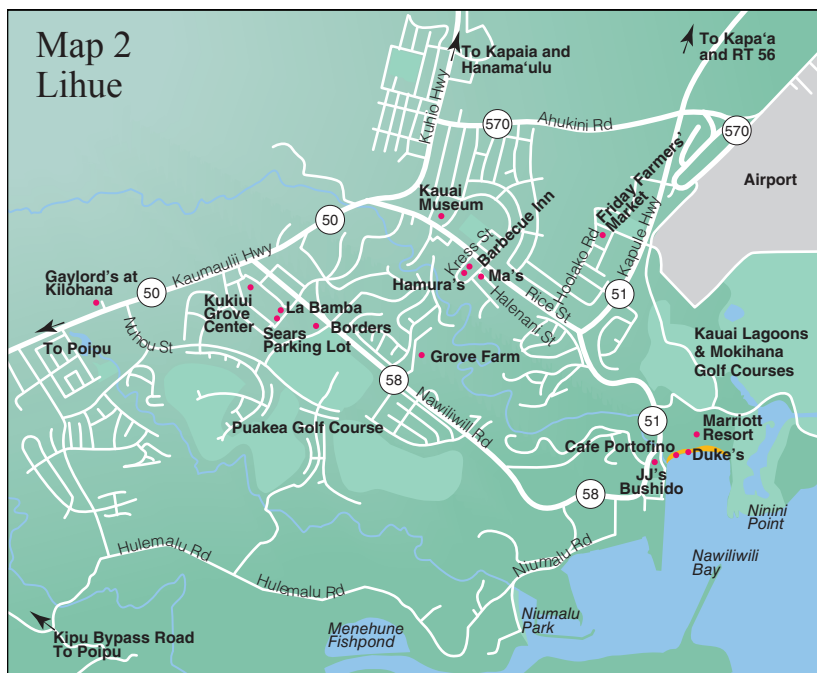 Map 2
Lihue
To Kapaia and
Hanama‘ulu
To Kapa‘a
and RT 56
Kuhio Hwy
570
Ahukini Rd
570
Airport
Kauai
Museum
Friday Farmers’
Market
50
Kress St
Barbecue Inn
Hoolako Rd
Kapule Hwy
Kaumaulii Hwy
Gaylord’s at
Kilohana
50
Hamura’s
Ma’s
Rice St
51
Kukiui
Grove
Center
La Bamba
Sears
Parking Lot
Borders
Halenani St
Nuhou St
To Poipu
Grove Farm
Kauai Lagoons
& Mokihana
Golf Courses
58
Nawiliwill Rd
Puakea Golf Course
51
Marriott
Resort
Cafe Portofino
Duke’s
JJ’s
Bushido
58
Ninini
Point
Hulemalu Rd
Niumalu Rd
Nawiliwili
Bay
Hulemalu Rd
Niumalu
Park
Kipu Bypass Road
To Poipu
Menehune
Fishpond